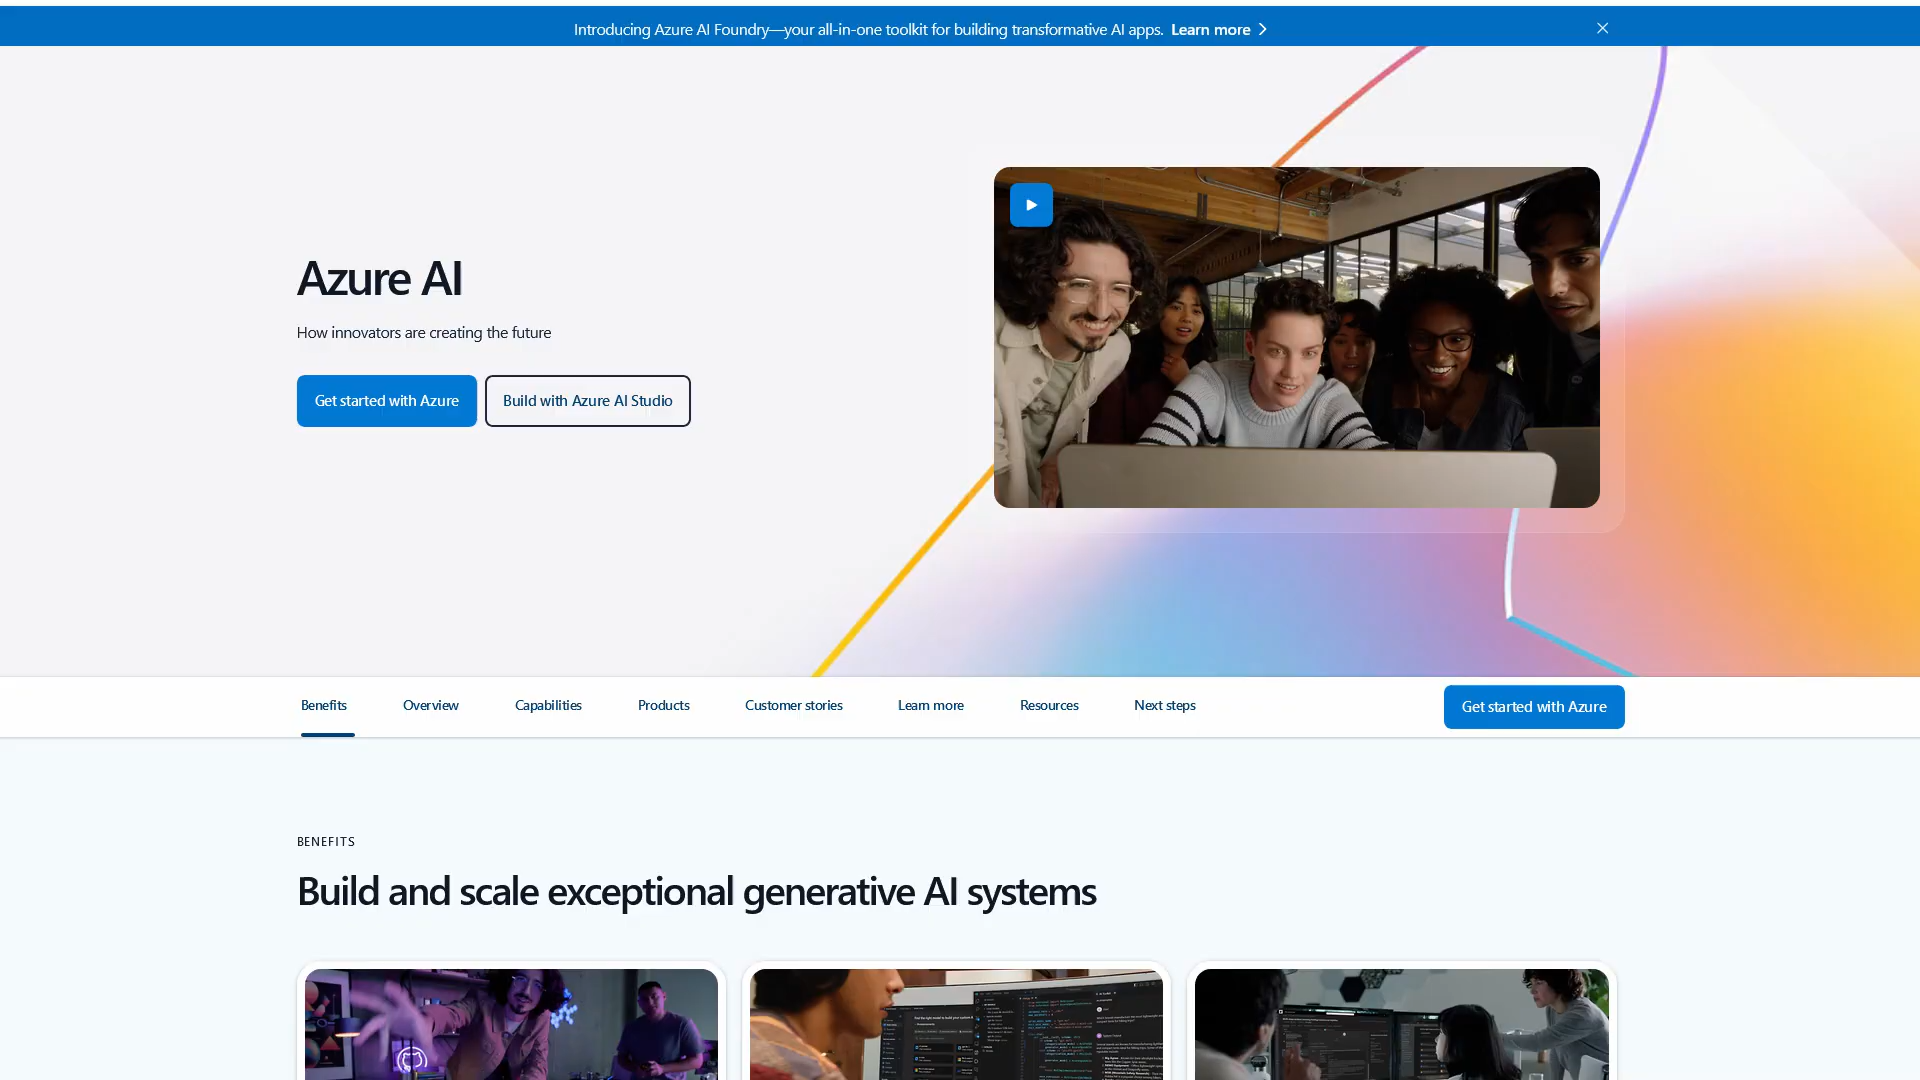 Introducing Azure AI Foundry—your all-in-one toolkit for building transformative AI apps. Learn more
Azure AI
How innovators are creating the future
Get started with Azure
Build with Azure AI Studio
Benefits
Overview
Capabilities
Products
Customer stories
Learn more
Resources
Next steps
Get started with Azure
BENEFITS
Build and scale exceptional generative AI systems